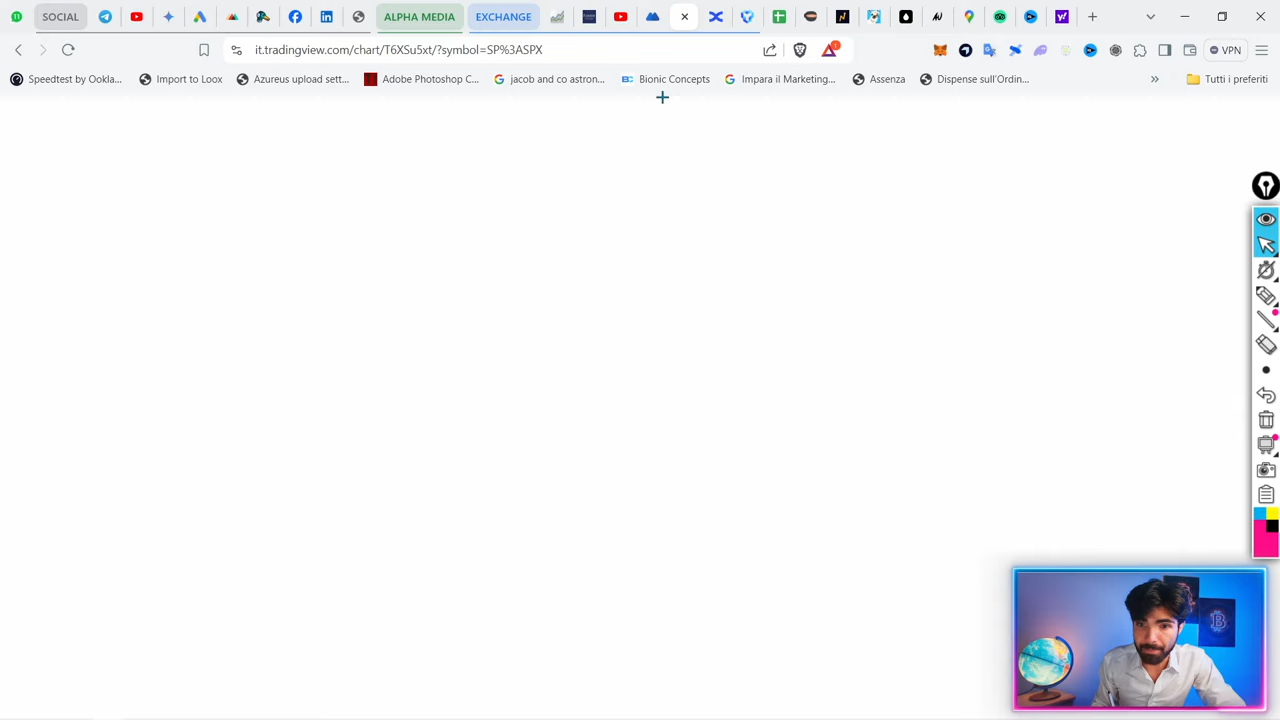 SOCIAL ALPHA MEDIA EXCHANGE
it.tradingview.com/chart/T6XSu5xt/?symbol=SP%3ASPX VPN
Speedtest by Ookla... Import to Loox Azureus upload sett... Adobe Photoshop C... jacob and co astron... Bionic Concepts Impara il Marketing... Assenza Dispense sull'Ordin... Tutti i preferiti